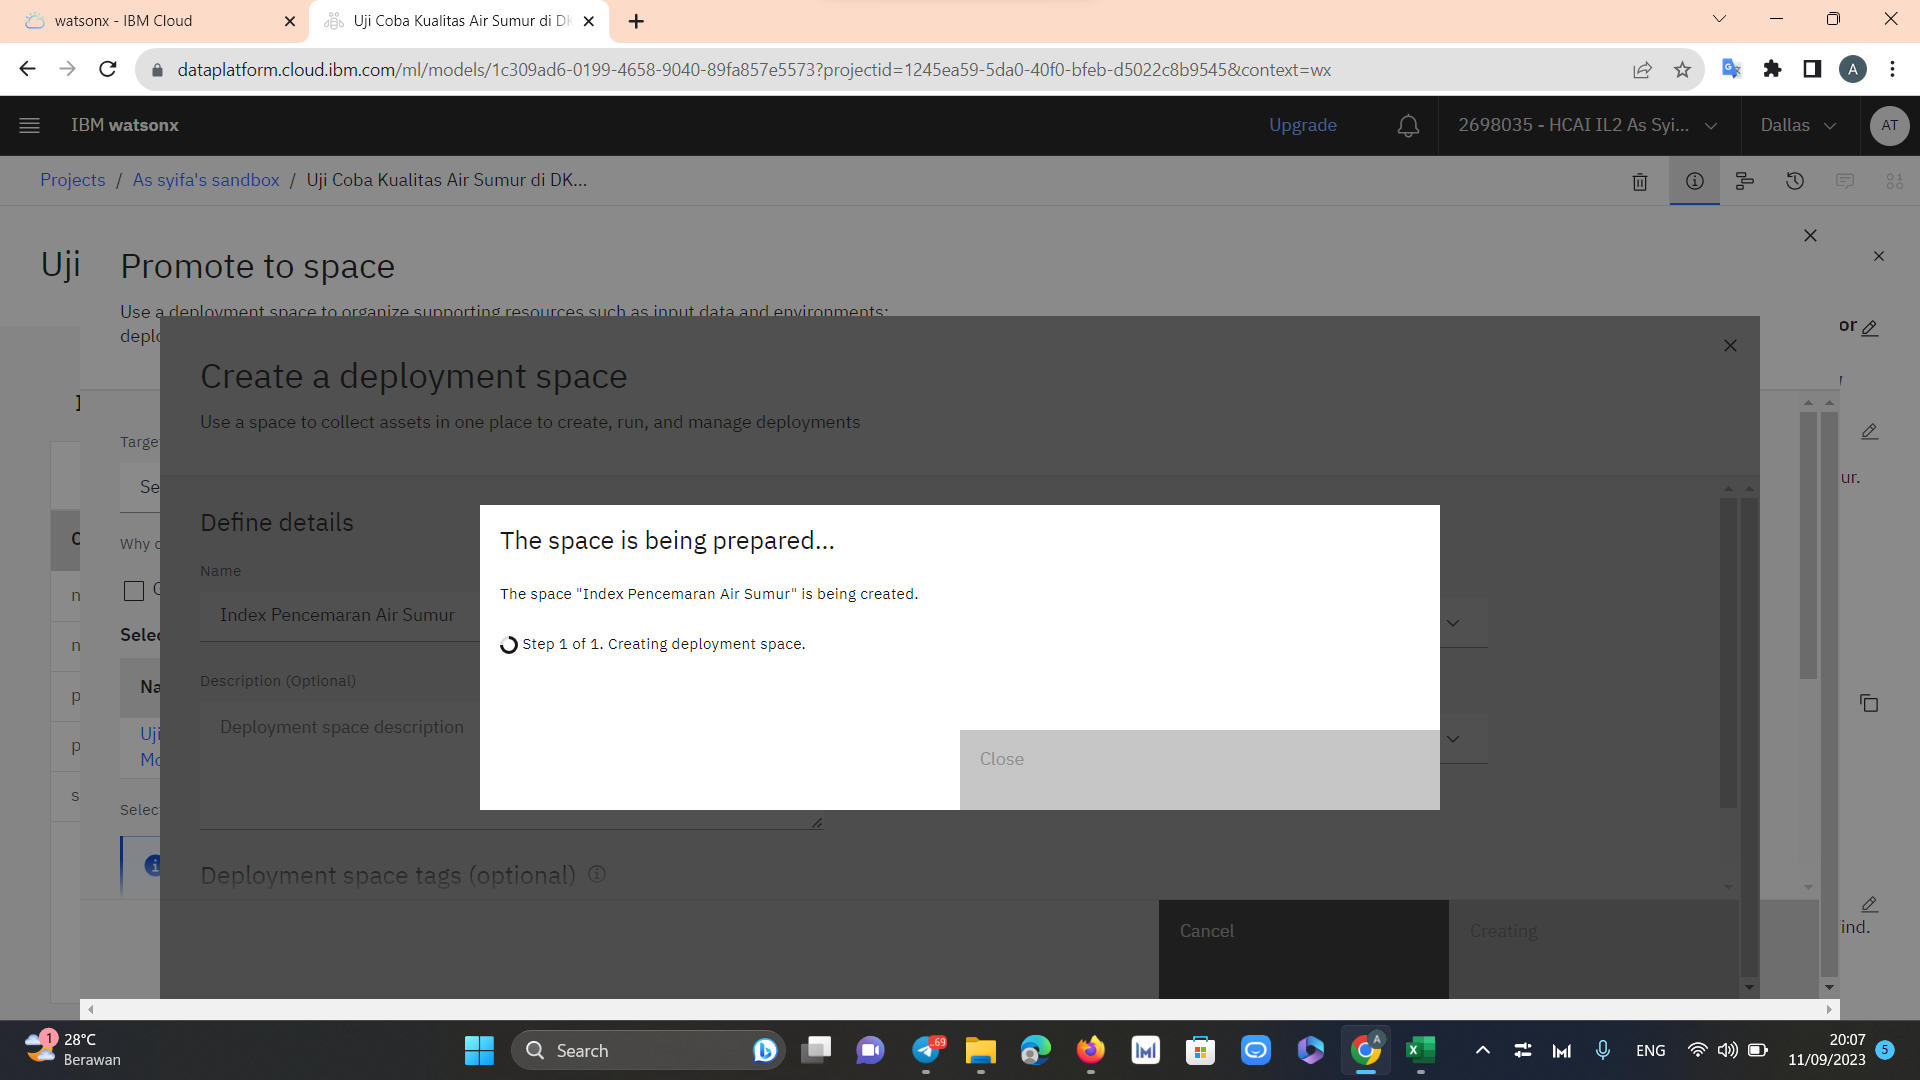 watsonx - IBM Cloud
Uji Coba Kualitas Air Sumur di DK
dataplatform.cloud.ibm.com/ml/models/1c309ad6-0199-4658-9040-89fa857e5573?projectid=1245ea59-5da0-40f0-bfeb-d5022c8b9545&context=wx
A
IBM watsonx
Upgrade
2698035 - HCAI IL2 As Syi...
Dallas
AT
Projects / As syifa's sandbox / Uji Coba Kualitas Air Sumur di DK...
Uji
Promote to space
Use a deployment space to organize supporting resources such as input data and environments;
deplo
or
Create a deployment space
Use a space to collect assets in one place to create, run, and manage deployments
Targe
Se
ur.
Define details
Why
Name
Index Pencemaran Air Sumur
Selec
Description (Optional)
Na
Deployment space description
Uji
Mo
Selec
The space is being prepared...
The space "Index Pencemaran Air Sumur" is being created.
Step 1 of 1. Creating deployment space.
Close
Deployment space tags (optional)
Cancel
Creating
ind.
1
28°C
Berawan
Search
69
A
ENG
20:07
11/09/2023
5